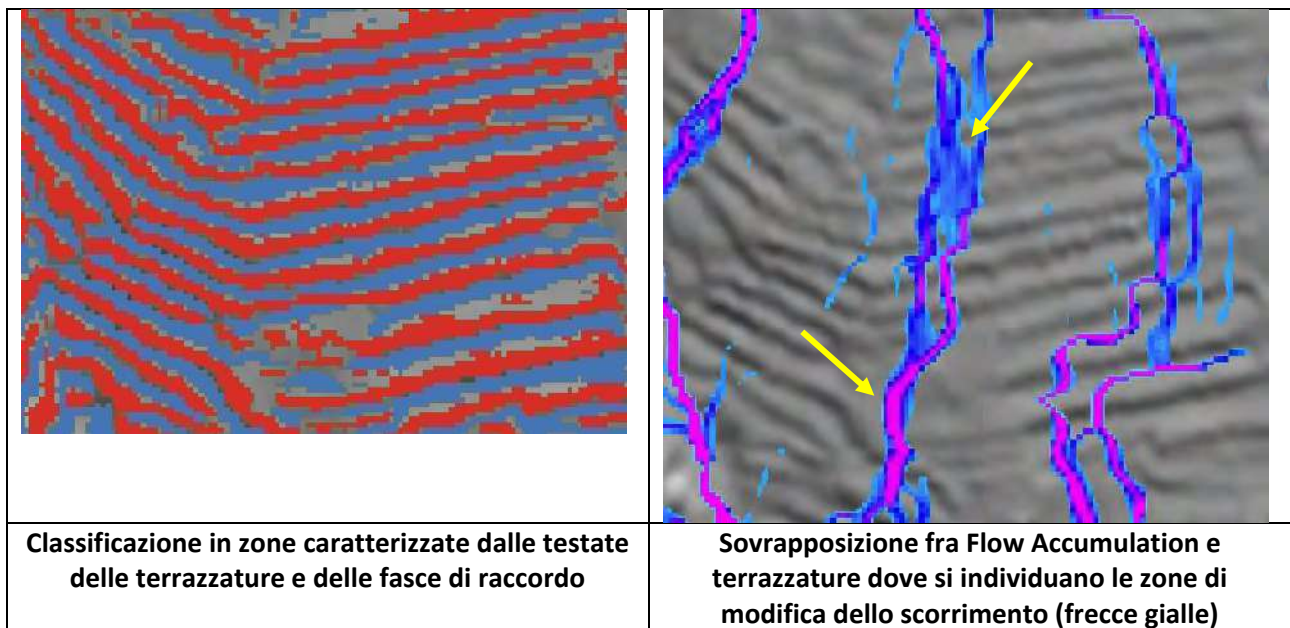 Classificazione in zone caratterizzate dalle testate
delle terrazzature e delle fasce di raccordo
Sovrapposizione fra Flow Accumulation e
terrazzature dove si individuano le zone di
modifica dello scorrimento (frecce gialle)